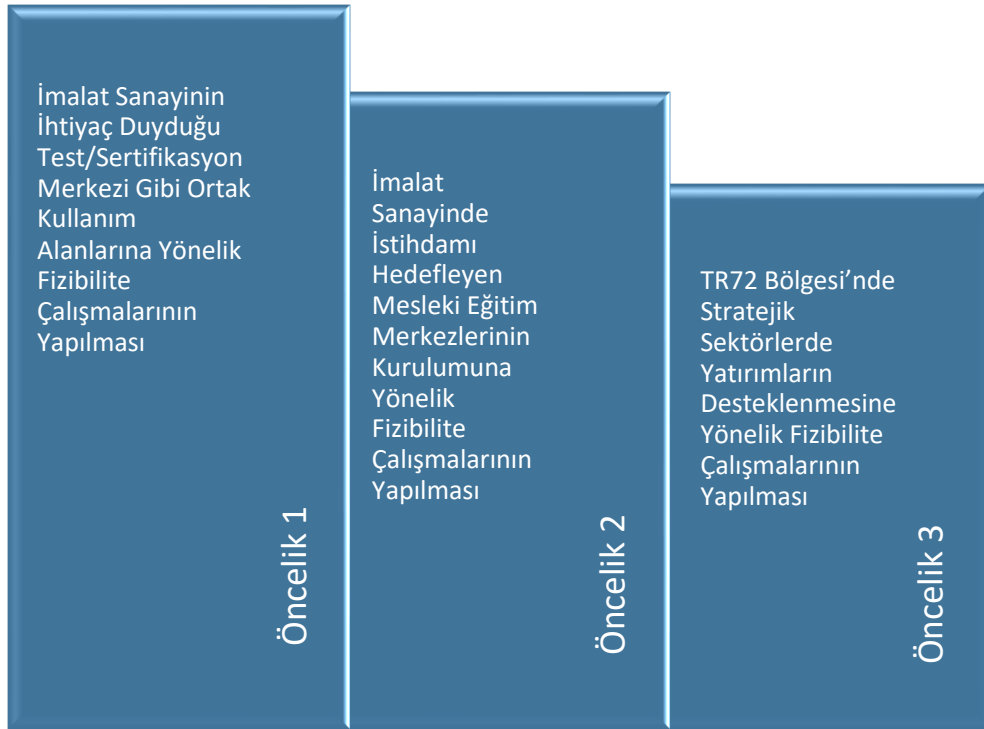 İmalat Sanayinin
İhtiyaç Duyduğu
Test/Sertifikasyon
Merkezi Gibi Ortak
Kullanım
Alanlarına Yönelik
Fizibilite
Çalışmalarının
Yapılması
Öncelik 1
İmalat
Sanayinde
İstihdamı
Hedefleyen
Mesleki Eğitim
Merkezlerinin
Kurulumuna
Yönelik
Fizibilite
Çalışmalarının
Yapılması
Öncelik 2
TR72 Bölgesi’nde
Stratejik
Sektörlerde
Yatırımların
Desteklenmesine
Yönelik Fizibilite
Çalışmalarının
Yapılması
Öncelik 3